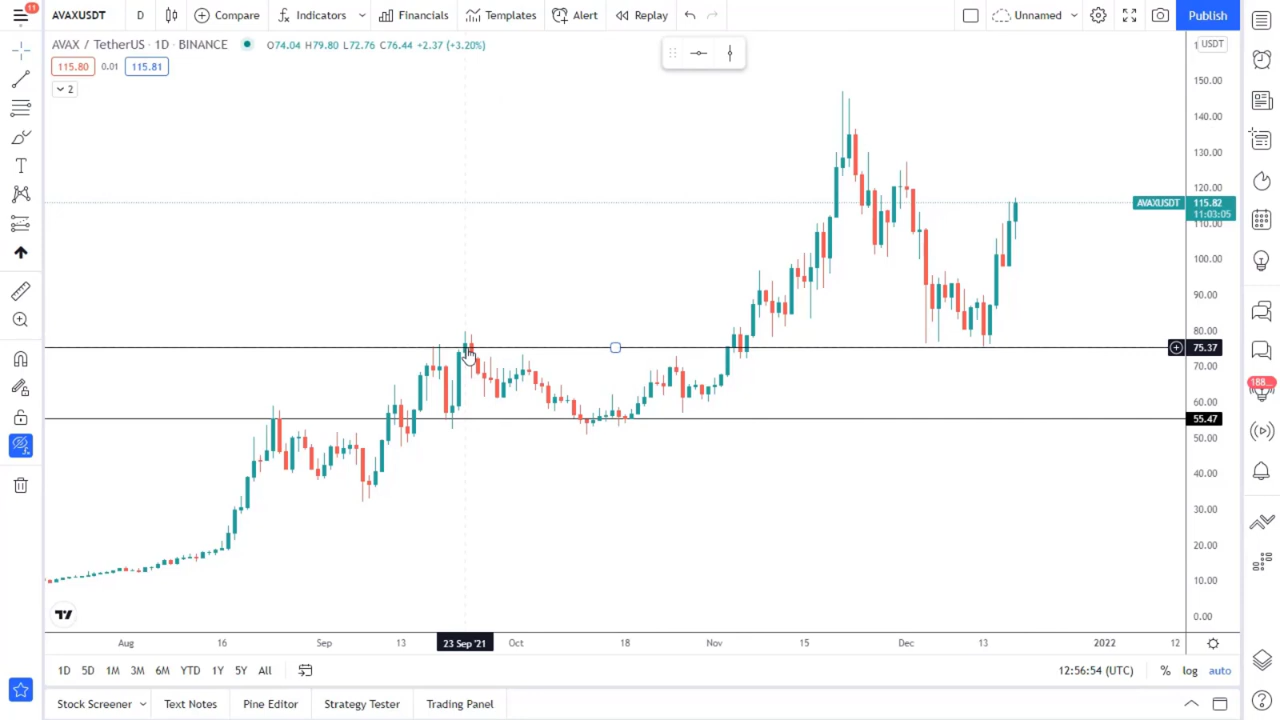 11
AVAXUSDT D Compare Indicators Financials Templates Alert Replay Unnamed Publish
AVAX / TetherUS · 1D · BINANCE O74.04 H79.80 L72.76 C76.44 +2.37 (+3.20%)
USDT
115.80 0.01 115.81
2
150.00
140.00
130.00
120.00
AVAXUSDT 115.82
11:03:05
110.00
100.00
90.00
80.00
75.37
70.00
60.00
55.47
50.00
40.00
30.00
20.00
10.00
0.00
188...
Aug 16 Sep 13 23 Sep '21 Oct 18 Nov 15 Dec 13 2022 12
1D 5D 1M 3M 6M YTD 1Y 5Y All 12:56:54 (UTC) % log auto
Stock Screener Text Notes Pine Editor Strategy Tester Trading Panel